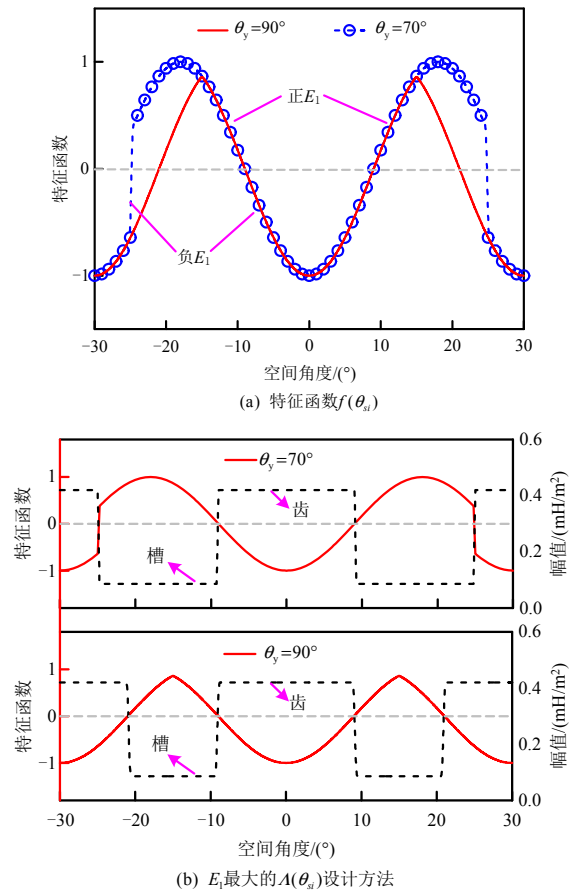 θy=90° θy=70°
1
0
−1
特征函数
正E1
负E1
−30 −20 −10 0 10 20 30
空间角度/(°)
(a) 特征函数f(θsi)
θy=70°
1
0
−1
特征函数
齿
槽
0.6
0.4
0.2
0.0
幅值/(mH/m²)
θy=90°
1
0
−1
特征函数
齿
槽
0.6
0.4
0.2
0.0
幅值/(mH/m²)
−30 −20 −10 0 10 20 30
空间角度/(°)
(b) E1最大的Λ(θsi)设计方法